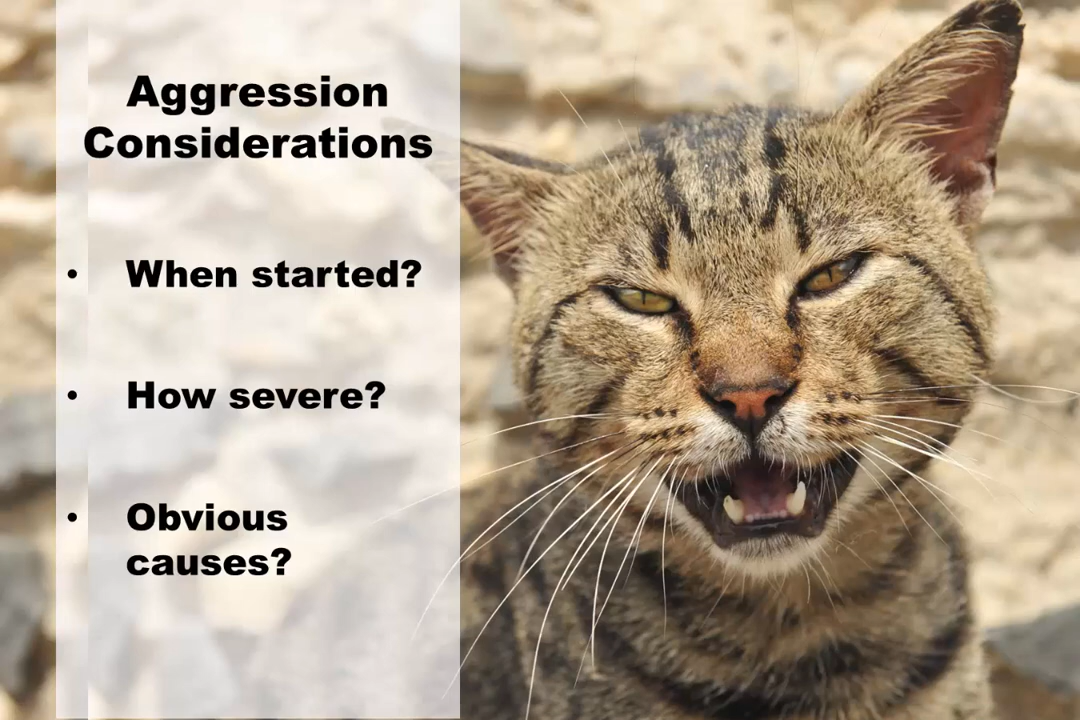 Aggression
Considerations
• When started?
• How severe?
• Obvious
causes?